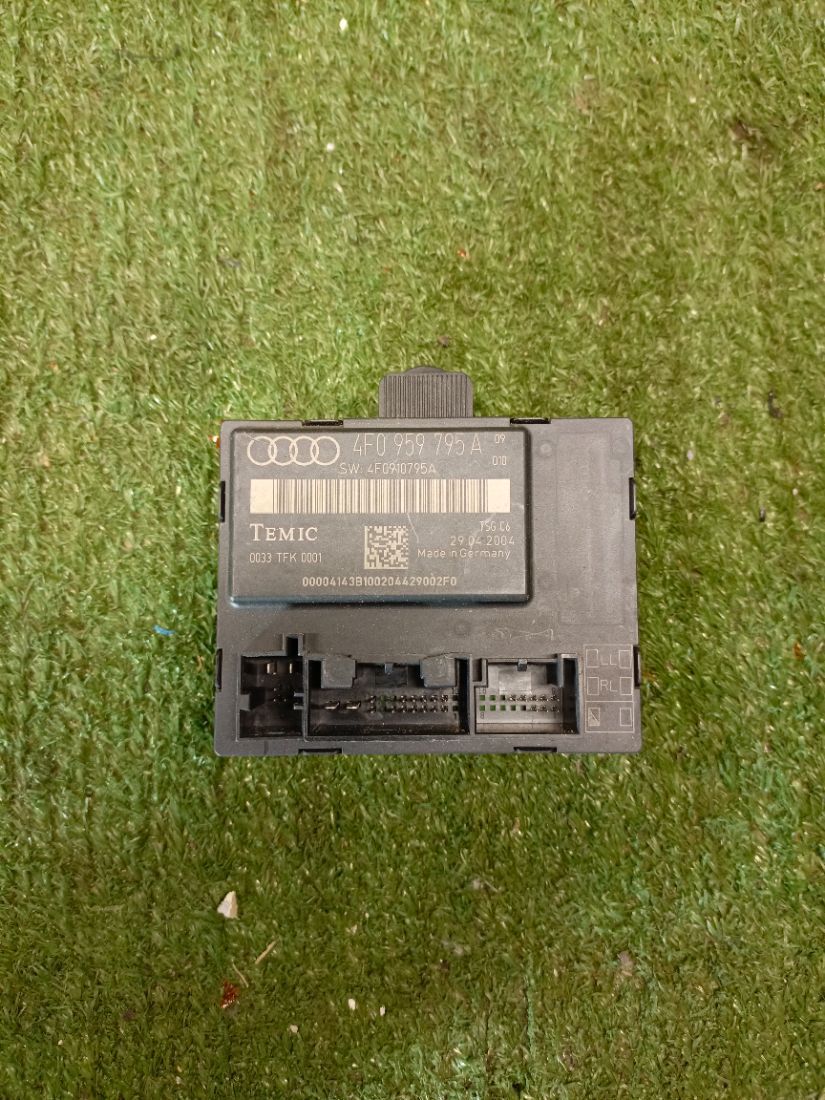 4F0 959 795 A 09
010
SW: 4F0910795A
TEMIC
TSG C6
29.04.2004
0033 TFK 0001
Made in Germany
00004143B100204429002F0
LL
RL